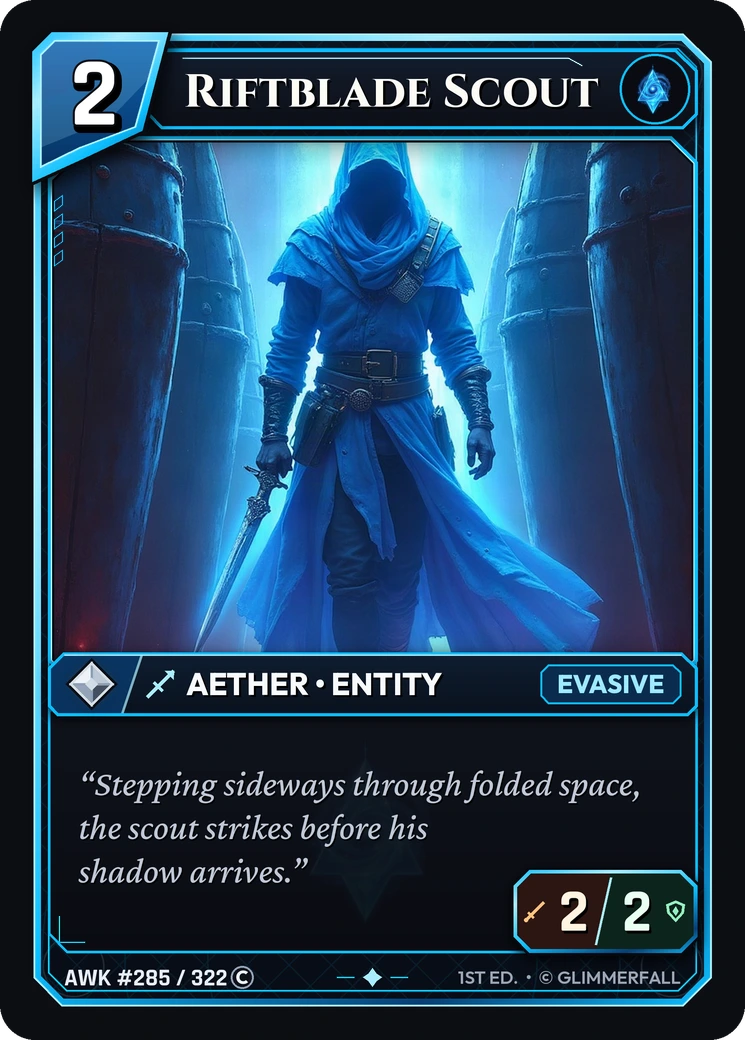 2
RIFTBLADE SCOUT
AETHER • ENTITY
EVASIVE
“Stepping sideways through folded space,
the scout strikes before his
shadow arrives.”
2 / 2
AWK #285 / 322 Ⓒ
1ST ED. • © GLIMMERFALL